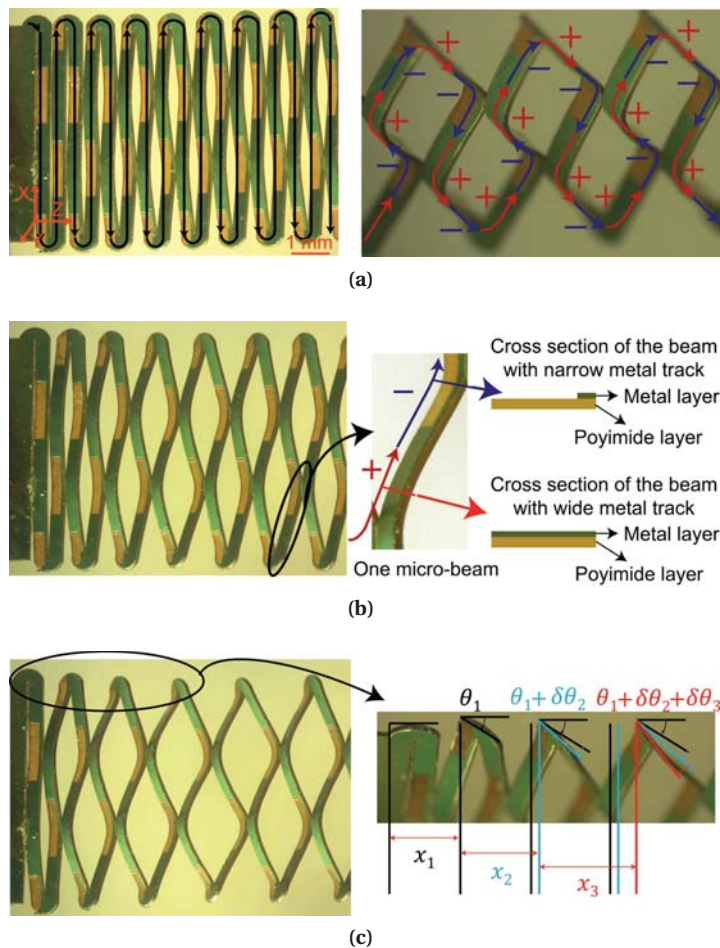 X
Z
Y
1 mm
+ + + + + + + + +
− − − − − − − − −
(a)
−
+
One micro-beam
Cross section of the beam
with narrow metal track
Metal layer
Poyimide layer
Cross section of the beam
with wide metal track
Metal layer
Poyimide layer
(b)
θ1 θ1 + δθ2 θ1 + δθ2 + δθ3
x1 x2 x3
(c)